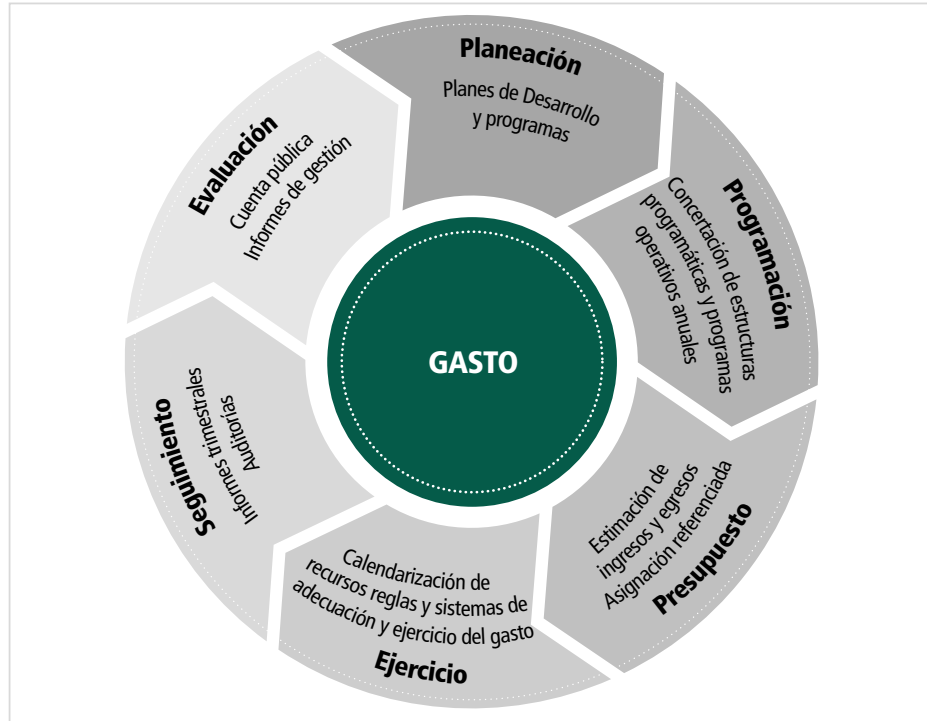 Planeación
Planes de Desarrollo
y programas
Programación
Concertación de estructuras
programáticas y programas
operativos anuales
Estimación de
ingresos y egresos
Asignación referenciada
Presupuesto
Calendarización de
recursos reglas y sistemas de
adecuación y ejercicio del gasto
Ejercicio
Seguimiento
Informes trimestrales
Auditorías
Evaluación
Cuenta pública
Informes de gestión
GASTO